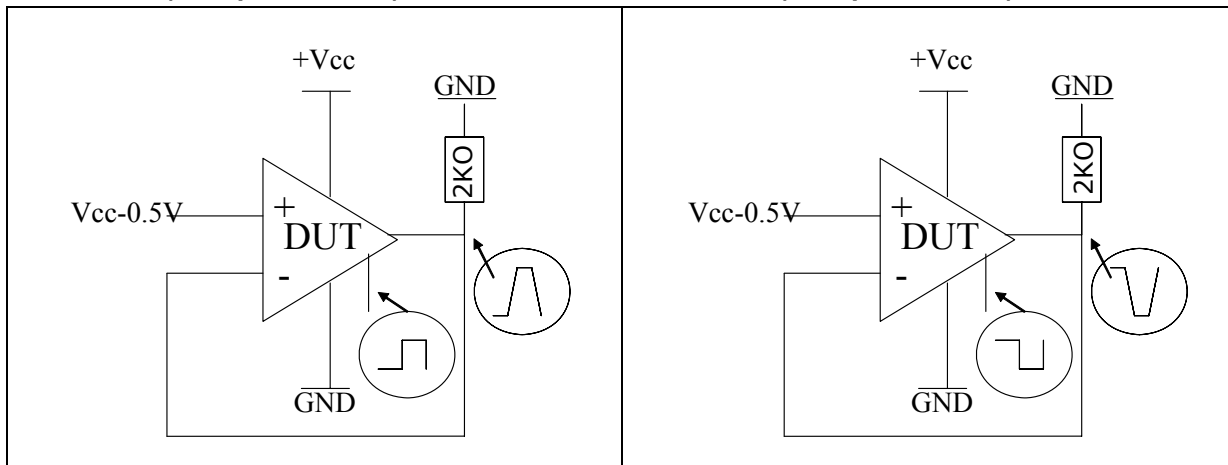 +Vcc
GND
2KO
Vcc-0.5V
+
DUT
-
GND
+Vcc
GND
2KO
Vcc-0.5V
+
DUT
-
GND